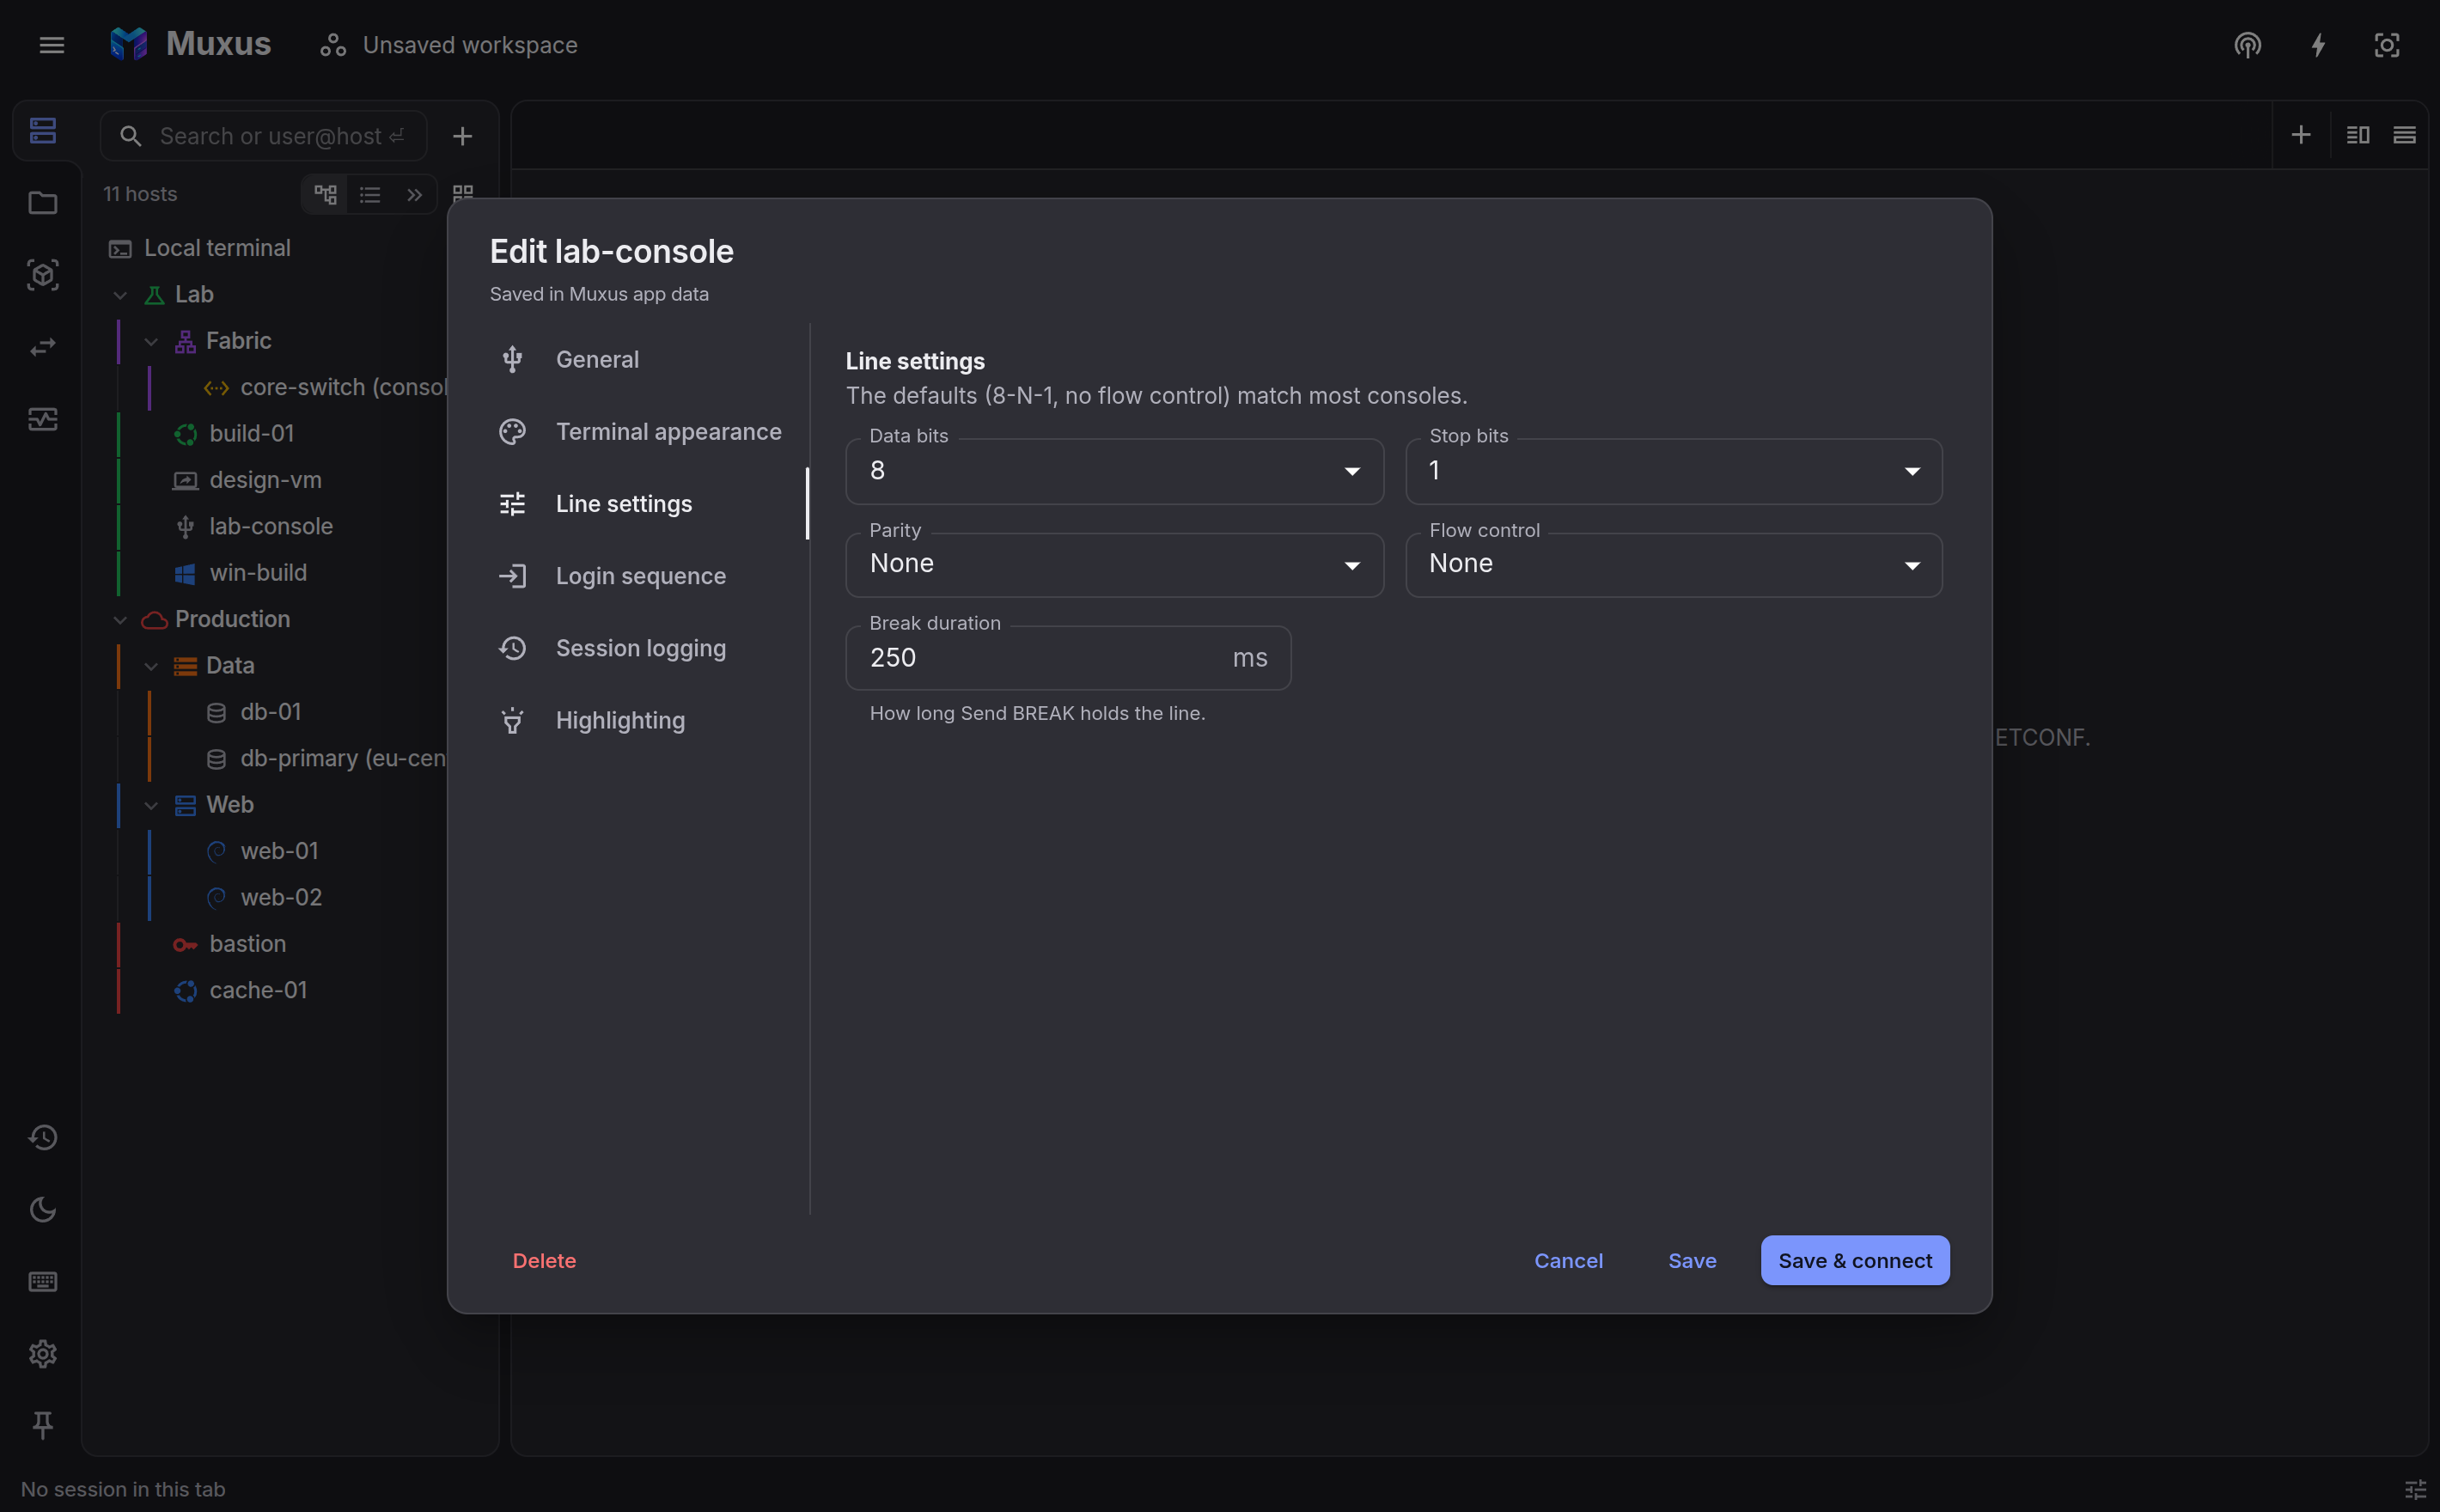 Muxus
Unsaved workspace
Search or user@host
11 hosts
Local terminal
Lab
Fabric
core-switch (consol
build-01
design-vm
lab-console
win-build
Production
Data
db-01
db-primary (eu-cen
Web
web-01
web-02
bastion
cache-01
Edit lab-console
Saved in Muxus app data
General
Terminal appearance
Line settings
Login sequence
Session logging
Highlighting
Line settings
The defaults (8-N-1, no flow control) match most consoles.
Data bits
8
Stop bits
1
Parity
None
Flow control
None
Break duration
250 ms
How long Send BREAK holds the line.
ETCONF.
Delete
Cancel
Save
Save & connect
No session in this tab